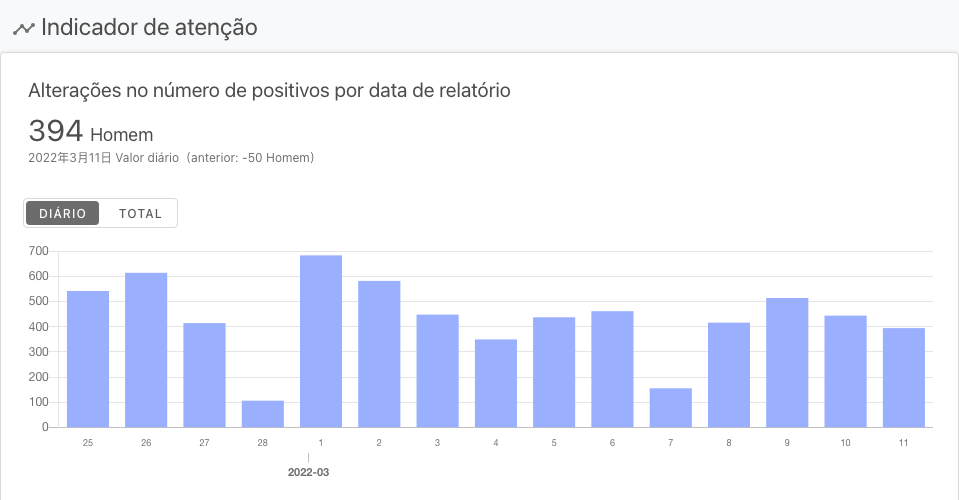 Indicador de atenção
Alterações no número de positivos por data de relatório
394 Homem
2022年3月11日 Valor diário（anterior: -50 Homem）
DIÁRIO TOTAL
700
600
500
400
300
200
100
0
25 26 27 28 1 2 3 4 5 6 7 8 9 10 11
2022-03